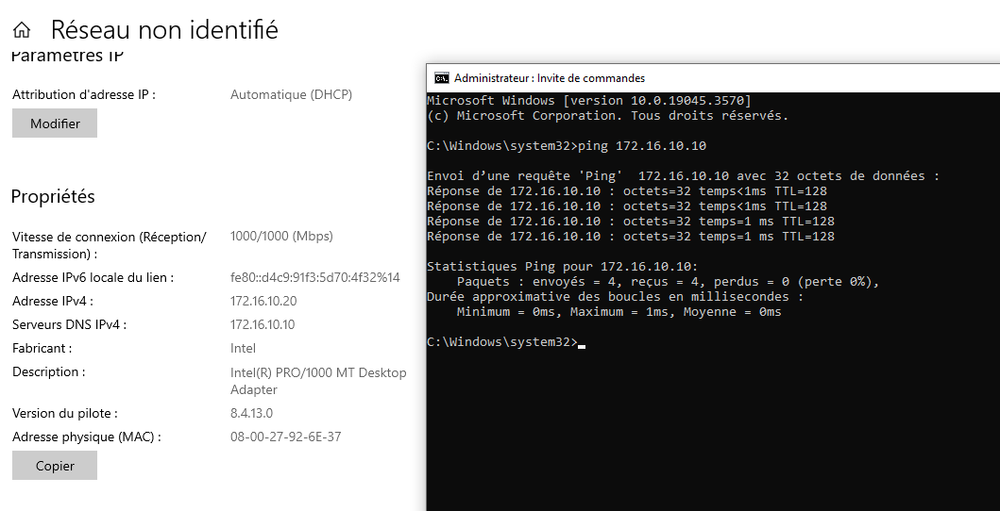 Réseau non identifié
Paramètres IP
Attribution d'adresse IP :
Automatique (DHCP)
Modifier
Propriétés
Vitesse de connexion (Réception/
Transmission) :
1000/1000 (Mbps)
Adresse IPv6 locale du lien :
fe80::d4c9:91f3:5d70:4f32%14
Adresse IPv4 :
172.16.10.20
Serveurs DNS IPv4 :
172.16.10.10
Fabricant :
Intel
Description :
Intel(R) PRO/1000 MT Desktop
Adapter
Version du pilote :
8.4.13.0
Adresse physique (MAC) :
08-00-27-92-6E-37
Copier
C:\.
Administrateur : Invite de commandes
Microsoft Windows [version 10.0.19045.3570]
(c) Microsoft Corporation. Tous droits réservés.
C:\Windows\system32>ping 172.16.10.10
Envoi d’une requête 'Ping'  172.16.10.10 avec 32 octets de données :
Réponse de 172.16.10.10 : octets=32 temps<1ms TTL=128
Réponse de 172.16.10.10 : octets=32 temps<1ms TTL=128
Réponse de 172.16.10.10 : octets=32 temps=1 ms TTL=128
Réponse de 172.16.10.10 : octets=32 temps=1 ms TTL=128
Statistiques Ping pour 172.16.10.10:
    Paquets : envoyés = 4, reçus = 4, perdus = 0 (perte 0%),
Durée approximative des boucles en millisecondes :
    Minimum = 0ms, Maximum = 1ms, Moyenne = 0ms
C:\Windows\system32>